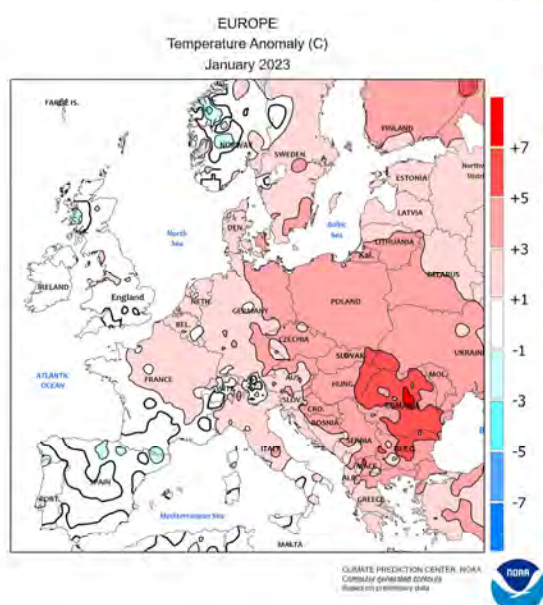 EUROPE
Temperature Anomaly (C)
January 2023
FAROE IS.
FINLAND
NORWAY
SWEDEN
ESTONIA
LATVIA
North
Sea
Baltic
Sea
DEN.
LITHUANIA
Kal.
BELARUS
IRELAND
England
NETH.
BEL.
GERMANY
POLAND
CZECHIA
UKRAINE
SLOVAK.
MOL.
ATLANTIC
OCEAN
FRANCE
AUS.
HUNG.
ROMANIA
SLOV.
CRO.
BOSNIA
SERBIA
ITALY
ALB.
GREECE
PORT.
SPAIN
Mediterranean Sea
MALTA
+7
+5
+3
+1
-1
-3
-5
-7
CLIMATE PREDICTION CENTER, NOAA
Computer generated contours
Based on preliminary data
NOAA